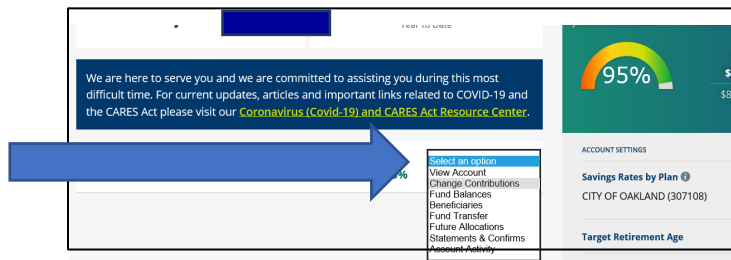 Year to Date
We are here to serve you and we are committed to assisting you during this most
difficult time. For current updates, articles and important links related to COVID-19 and
the CARES Act please visit our Coronavirus (Covid-19) and CARES Act Resource Center.
%
Select an option
View Account
Change Contributions
Fund Balances
Beneficiaries
Fund Transfer
Future Allocations
Statements & Confirms
Account Activity
95%
$
$8
ACCOUNT SETTINGS
Savings Rates by Plan
CITY OF OAKLAND (307108)
Target Retirement Age